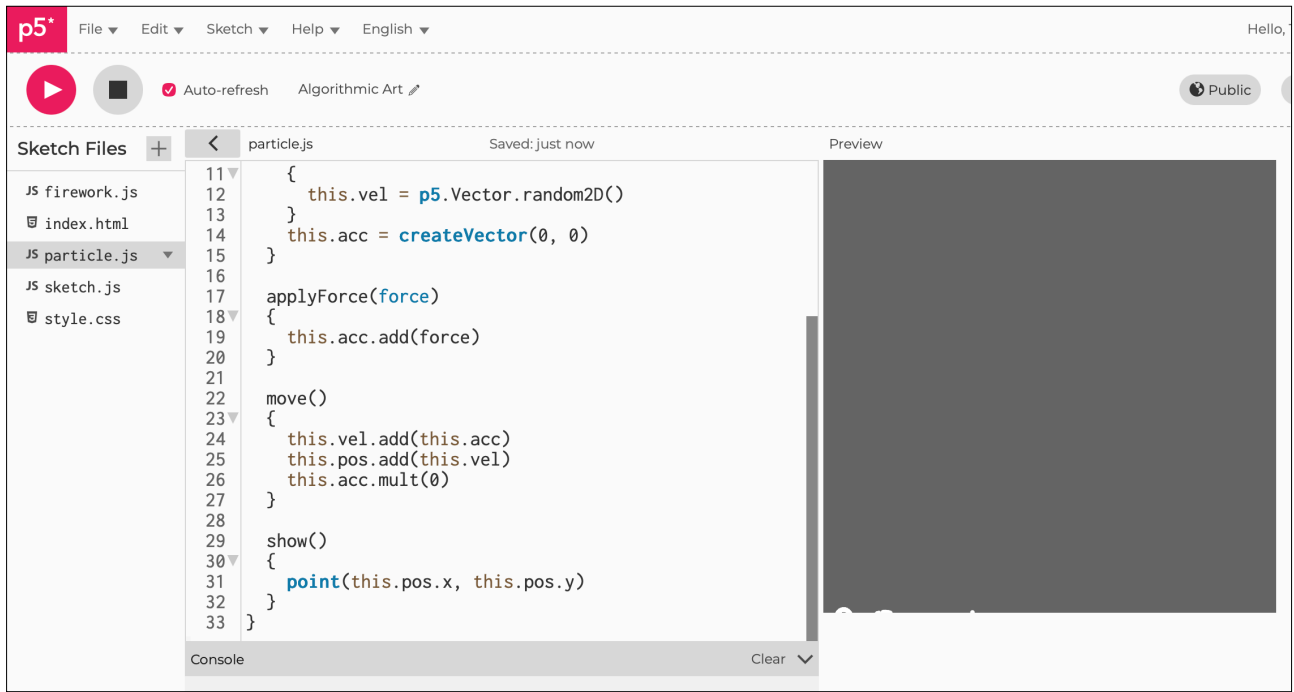 p5* File Edit Sketch Help English Hello,
Auto-refresh Algorithmic Art Public
Sketch Files
JS firework.js
index.html
JS particle.js
JS sketch.js
style.css
particle.js Saved: just now Preview
11 {
12 this.vel = p5.Vector.random2D()
13 }
14 this.acc = createVector(0, 0)
15 }
16
17 applyForce(force)
18 {
19 this.acc.add(force)
20 }
21
22 move()
23 {
24 this.vel.add(this.acc)
25 this.pos.add(this.vel)
26 this.acc.mult(0)
27 }
28
29 show()
30 {
31 point(this.pos.x, this.pos.y)
32 }
33 }
Console Clear